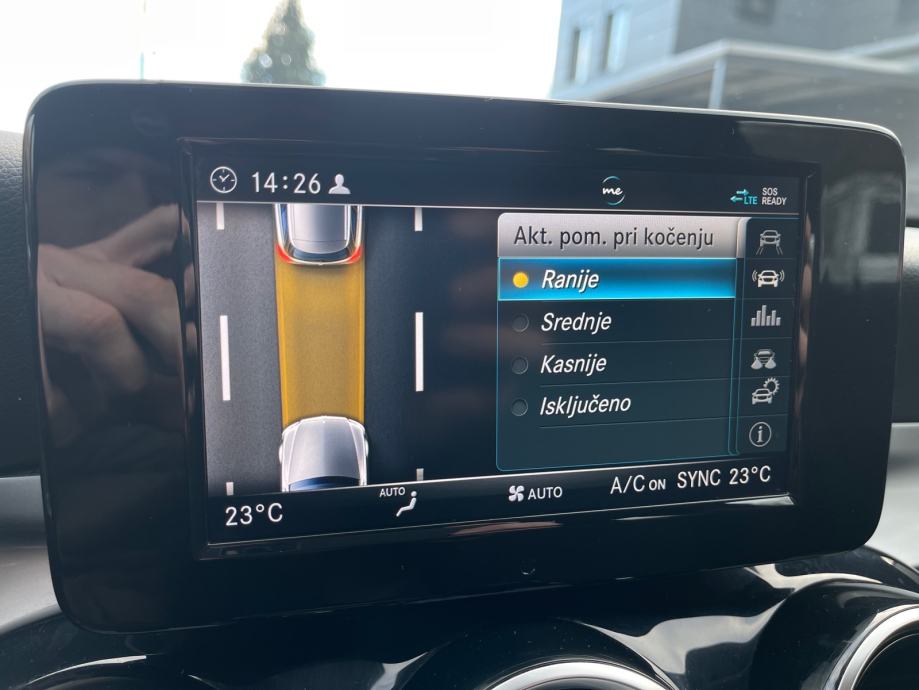 14:26
me
LTE
SOS
READY
Akt. pom. pri kočenju
Ranije
Srednje
Kasnije
Isključeno
i
23°C
AUTO
AUTO
A/C ON
SYNC
23°C